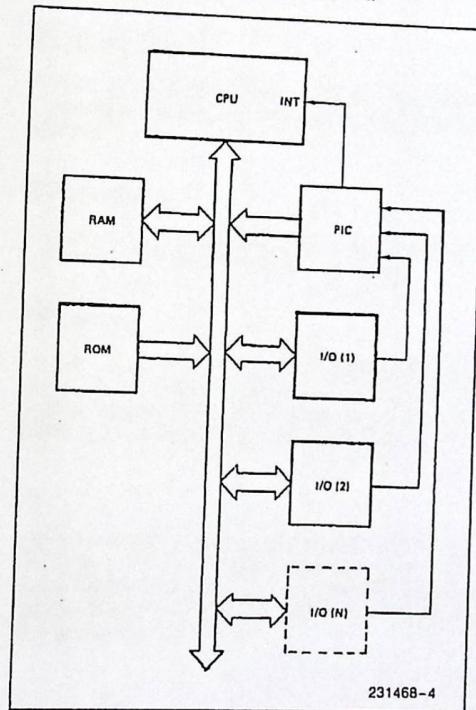 CPU
INT
RAM
PIC
ROM
I/O (1)
I/O (2)
I/O (N)
231468-4